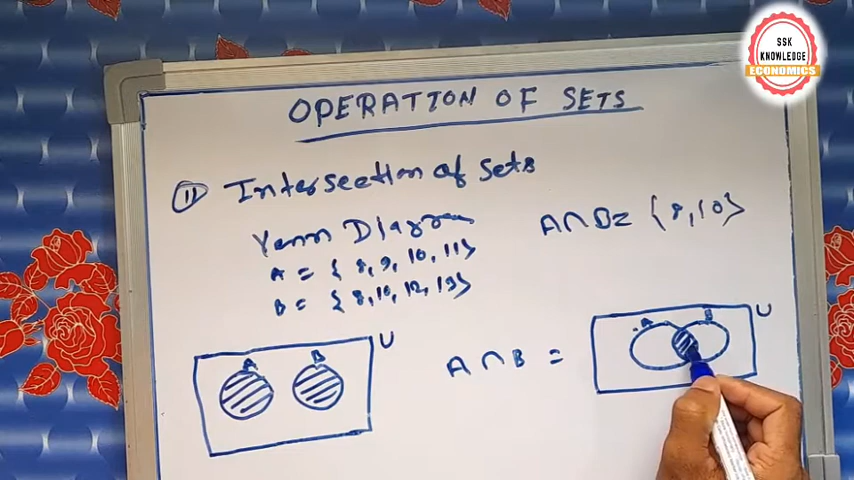 SSK
KNOWLEDGE
ECONOMICS
OPERATION OF SETS
(11) Intersection of sets
Venn Diagram
A = { 8, 9, 10, 11}
B = { 8, 10, 12, 13}
A∩B = {8, 10}
A B U
A∩B =
A B U